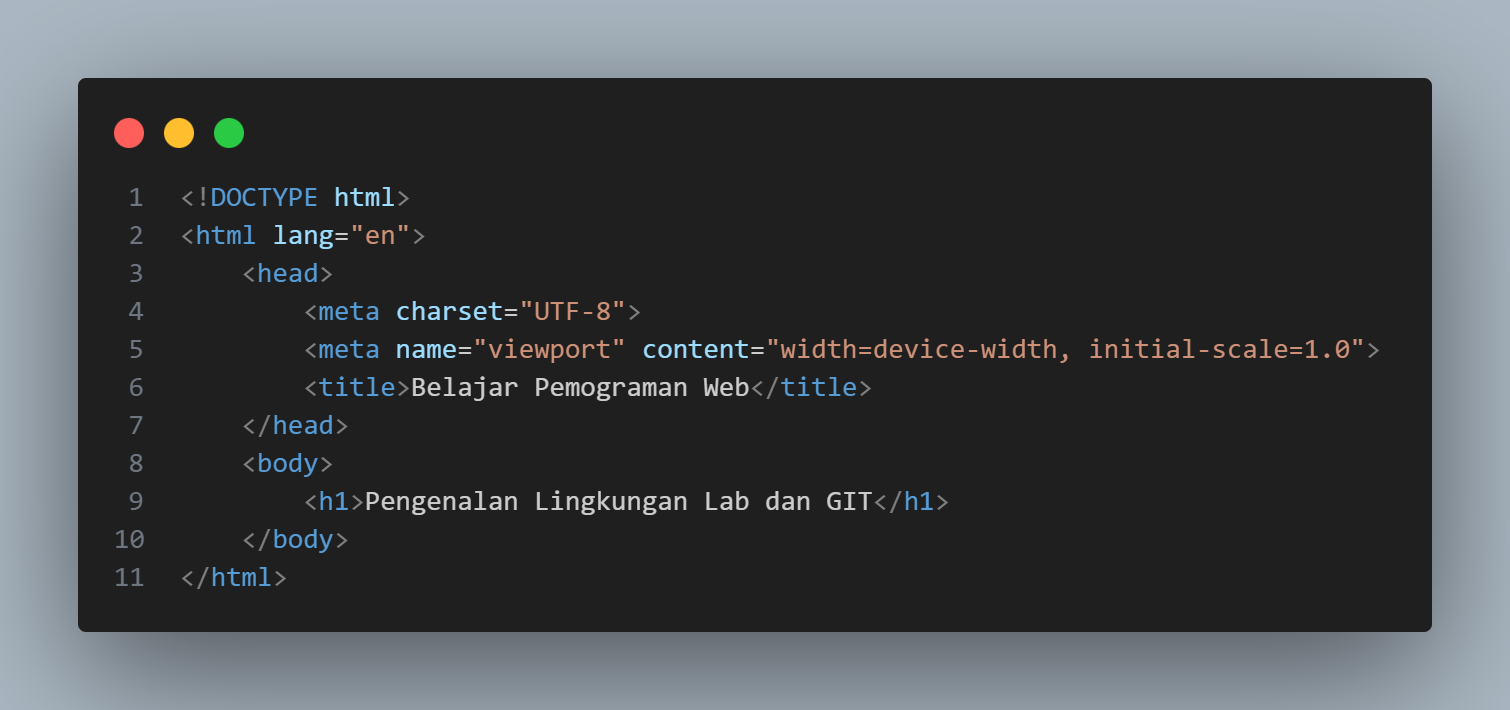 1 <!DOCTYPE html>
2 <html lang="en">
3     <head>
4         <meta charset="UTF-8">
5         <meta name="viewport" content="width=device-width, initial-scale=1.0">
6         <title>Belajar Pemograman Web</title>
7     </head>
8     <body>
9         <h1>Pengenalan Lingkungan Lab dan GIT</h1>
10     </body>
11 </html>